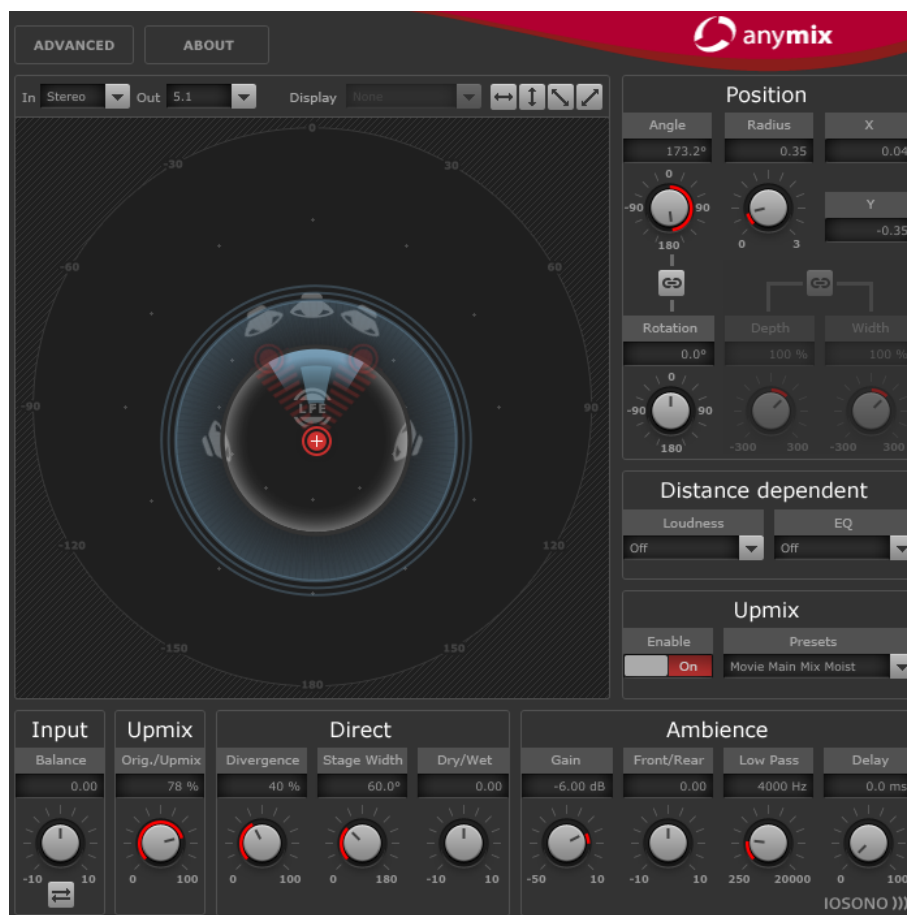 ADVANCED ABOUT anymix
In Stereo Out 5.1 Display None
Position
Angle Radius X
173.2° 0.35 0.04
0
-90 90 Y
180 0 3 -0.35
Rotation Depth Width
0.0° 100 % 100 %
0
-90 90
180 -300 300 -300 300
0
-30 30
-60 60
LFE
-90 90
-120 120
-150 150
180
Distance dependent
Loudness EQ
Off Off
Upmix
Enable Presets
On Movie Main Mix Moist
Input Upmix Direct Ambience
Balance Orig./Upmix Divergence Stage Width Dry/Wet Gain Front/Rear Low Pass Delay
0.00 78 % 40 % 60.0° 0.00 -6.00 dB 0.00 4000 Hz 0.0 ms
-10 10 0 100 0 100 0 180 -10 10 -50 10 -10 10 250 20000 0 100
IOSONO )))